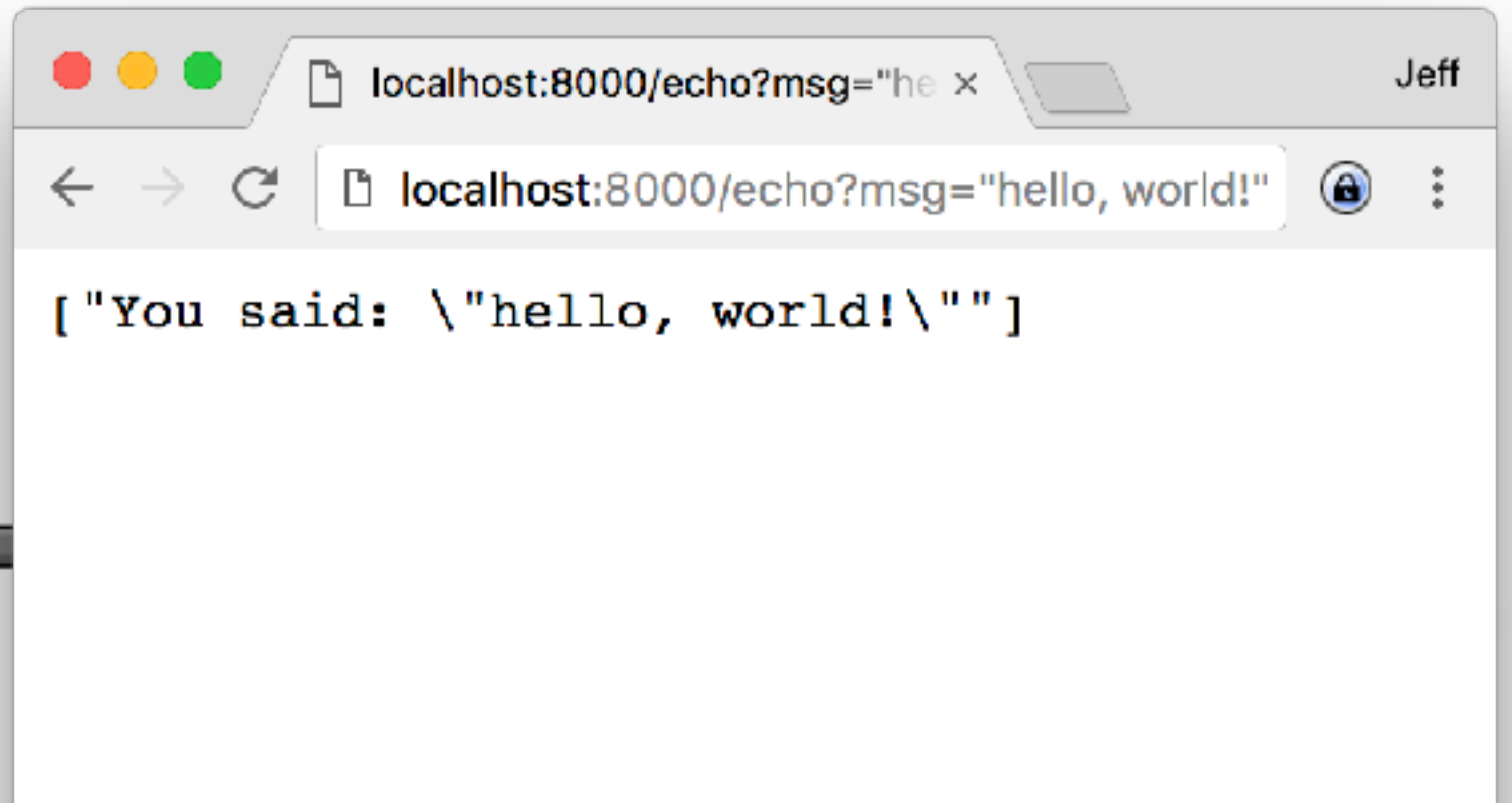 localhost:8000/echo?msg="he
Jeff
localhost:8000/echo?msg="hello, world!"
["You said: \"hello, world!\""]